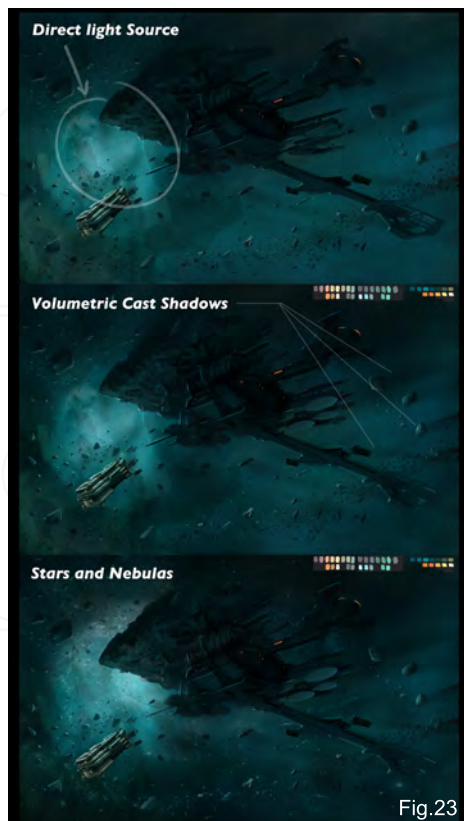 Direct light Source
Volumetric Cast Shadows
Stars and Nebulas
Fig.23